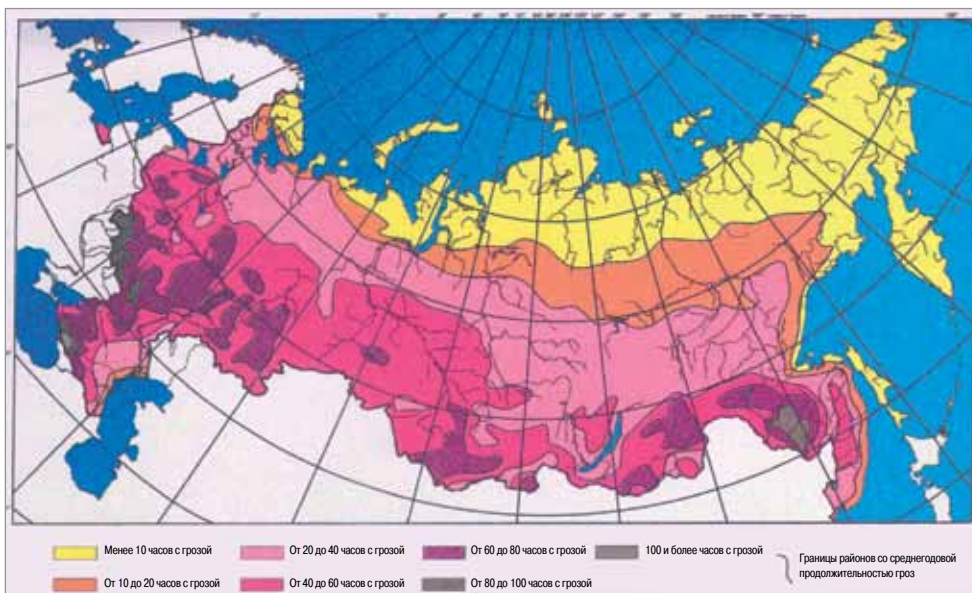 Менее 10 часов с грозой
От 20 до 40 часов с грозой
От 60 до 80 часов с грозой
100 и более часов с грозой
Границы районов со среднегодовой
продолжительностью гроз
От 10 до 20 часов с грозой
От 40 до 60 часов с грозой
От 80 до 100 часов с грозой